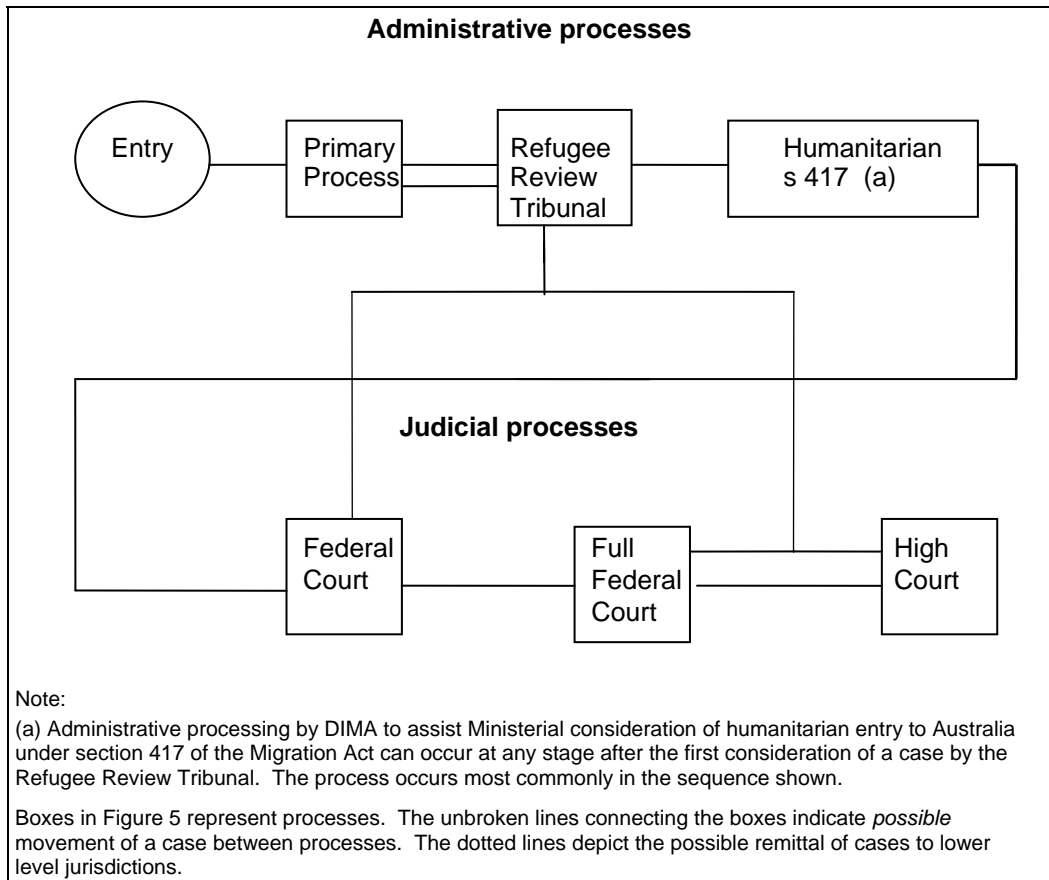 Administrative processes
Entry
Primary
Process
Refugee
Review
Tribunal
Humanitarian
s 417 (a)
Judicial processes
Federal
Court
Full
Federal
Court
High
Court
Note:
(a) Administrative processing by DIMA to assist Ministerial consideration of humanitarian entry to Australia
under section 417 of the Migration Act can occur at any stage after the first consideration of a case by the
Refugee Review Tribunal. The process occurs most commonly in the sequence shown.
Boxes in Figure 5 represent processes. The unbroken lines connecting the boxes indicate possible
movement of a case between processes. The dotted lines depict the possible remittal of cases to lower
level jurisdictions.